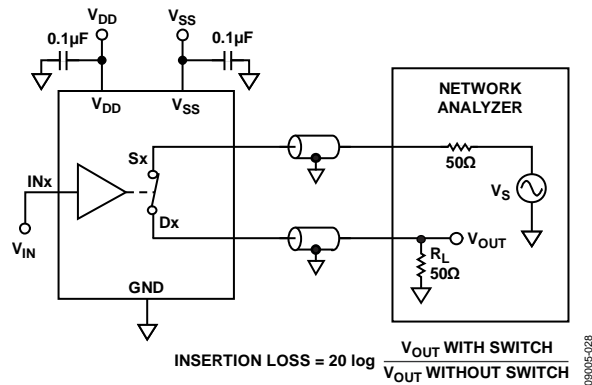 VDD
VSS
0.1µF
0.1µF
VDD
VSS
NETWORK
ANALYZER
Sx
50Ω
INx
VS
Dx
VOUT
VIN
RL
50Ω
GND
INSERTION LOSS = 20 log VOUT WITH SWITCH
VOUT WITHOUT SWITCH
09005-028